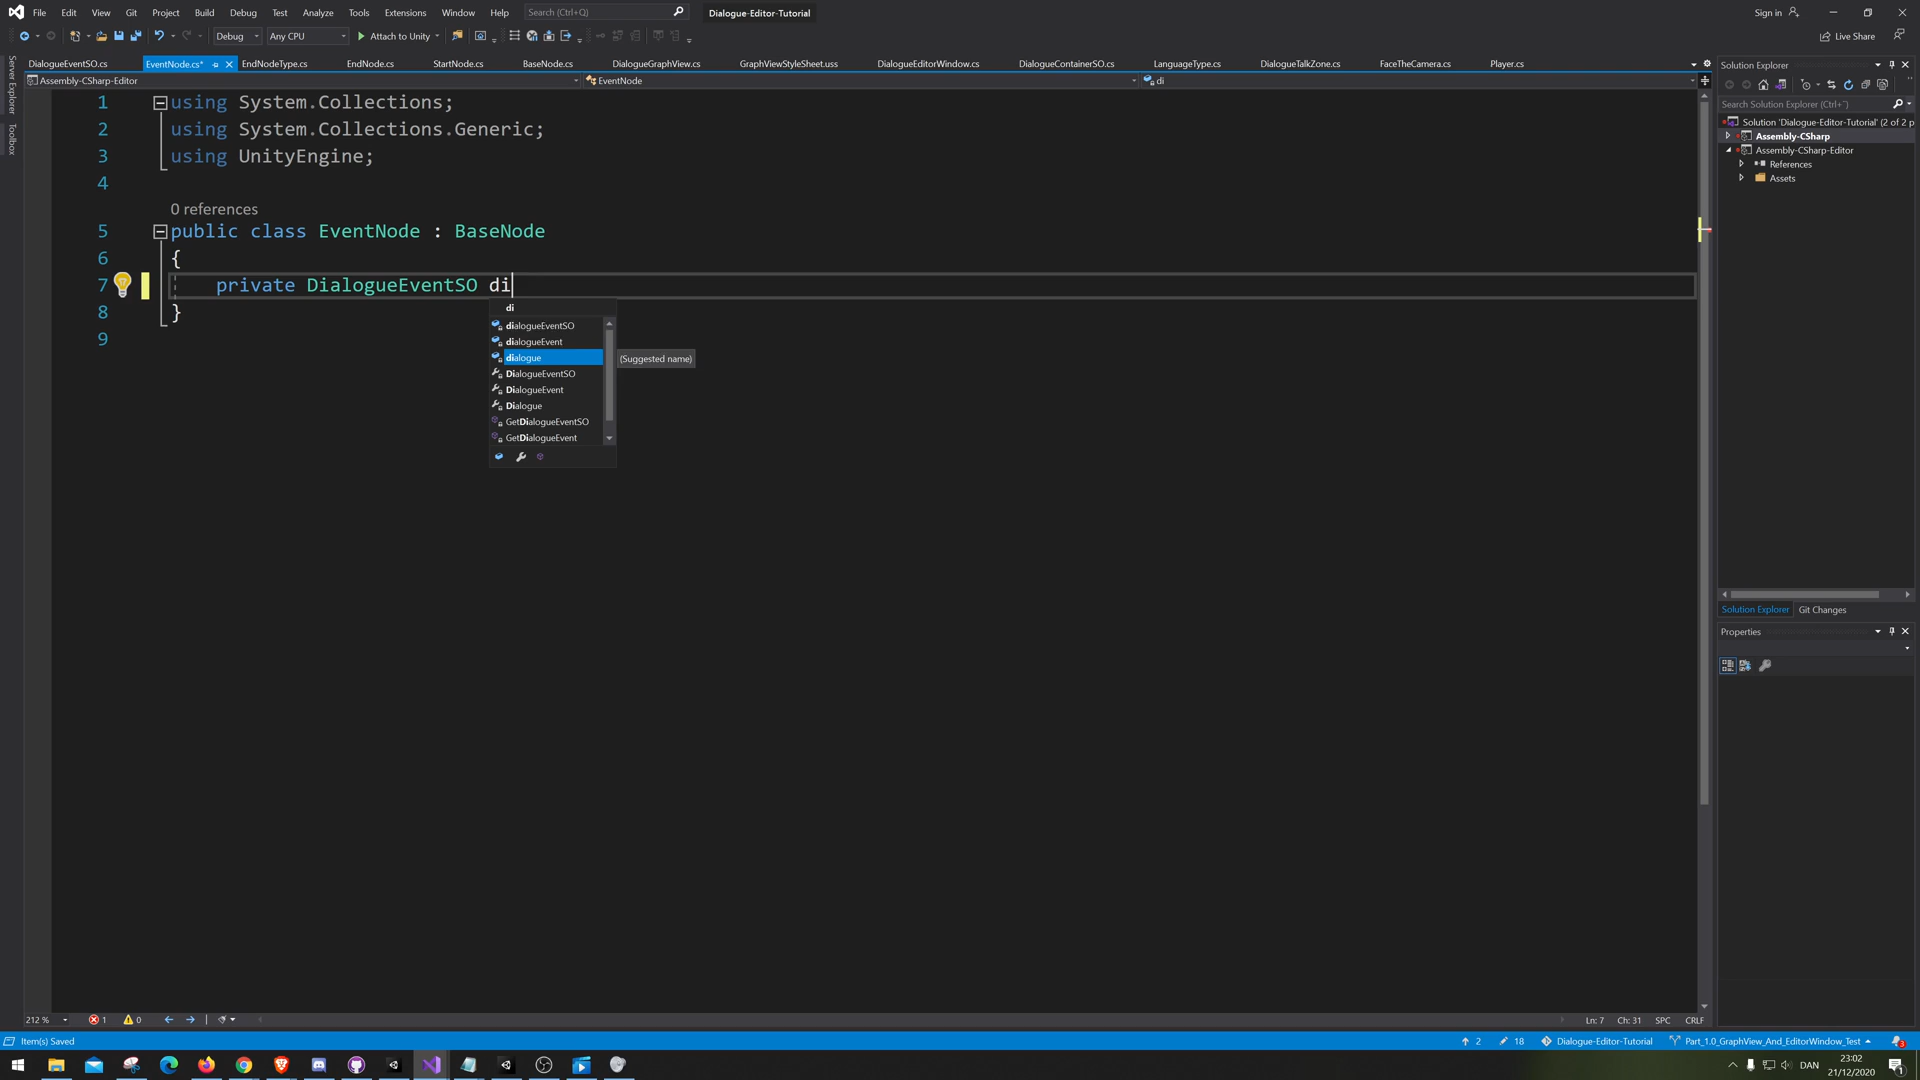 File Edit View Git Project Build Debug Test Analyze Tools Extensions Window Help Search (Ctrl+Q) Dialogue-Editor-Tutorial Sign in
Debug Any CPU Attach to Unity Live Share
DialogueEventSO.cs EventNode.cs* EndNodeType.cs EndNode.cs StartNode.cs BaseNode.cs DialogueGraphView.cs GraphViewStyleSheet.uss DialogueEditorWindow.cs DialogueContainerSO.cs LanguageType.cs DialogueTalkZone.cs FaceTheCamera.cs Player.cs
Assembly-CSharp-Editor EventNode di
Server Explorer
Toolbox
1 using System.Collections;
2 using System.Collections.Generic;
3 using UnityEngine;
4
0 references
5 public class EventNode : BaseNode
6 {
7 private DialogueEventSO di
8 }
9
di
dialogueEventSO
dialogueEvent
dialogue (Suggested name)
DialogueEventSO
DialogueEvent
Dialogue
GetDialogueEventSO
GetDialogueEvent
Solution Explorer
Search Solution Explorer (Ctrl+¨)
Solution 'Dialogue-Editor-Tutorial' (2 of 2 p
Assembly-CSharp
Assembly-CSharp-Editor
References
Assets
Solution Explorer Git Changes
Properties
212 % 1 0 Ln: 7 Ch: 31 SPC CRLF
Item(s) Saved 2 18 Dialogue-Editor-Tutorial Part_1.0_GraphView_And_EditorWindow_Test 3
DAN 23:02
21/12/2020 1